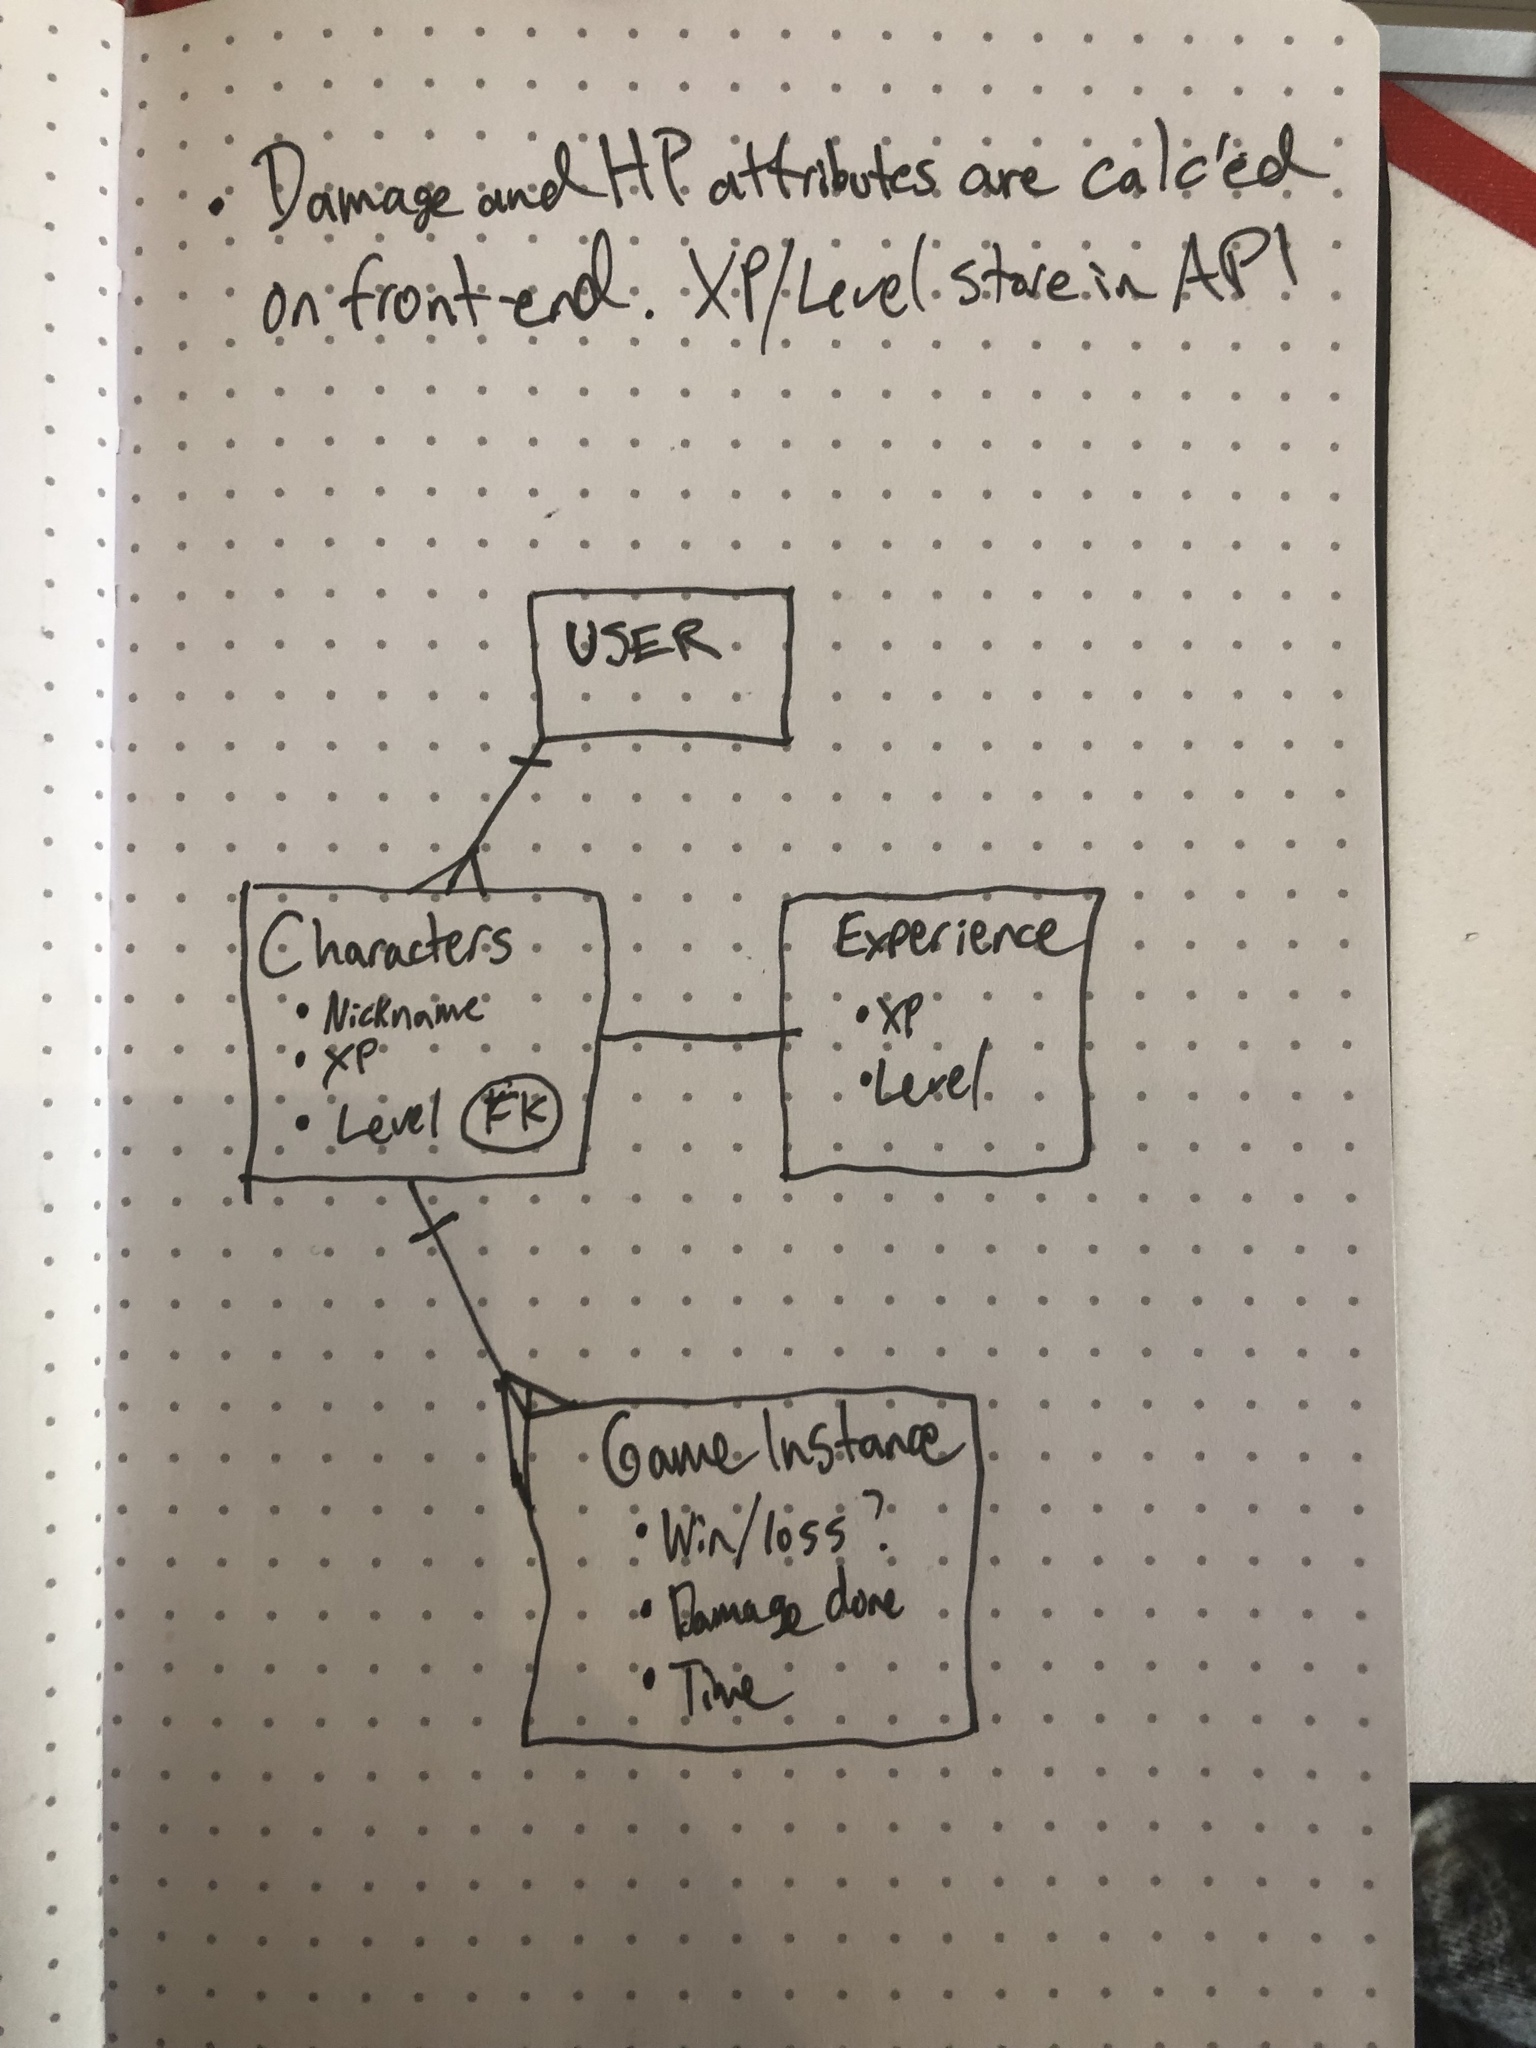 • Damage and HP attributes are calc'ed
on front-end. XP/Level store in API
USER
Characters
• Nickname
• XP
• Level FK
Experience
• XP
• Level
Game Instance
• Win/loss?
• Damage done
• Time